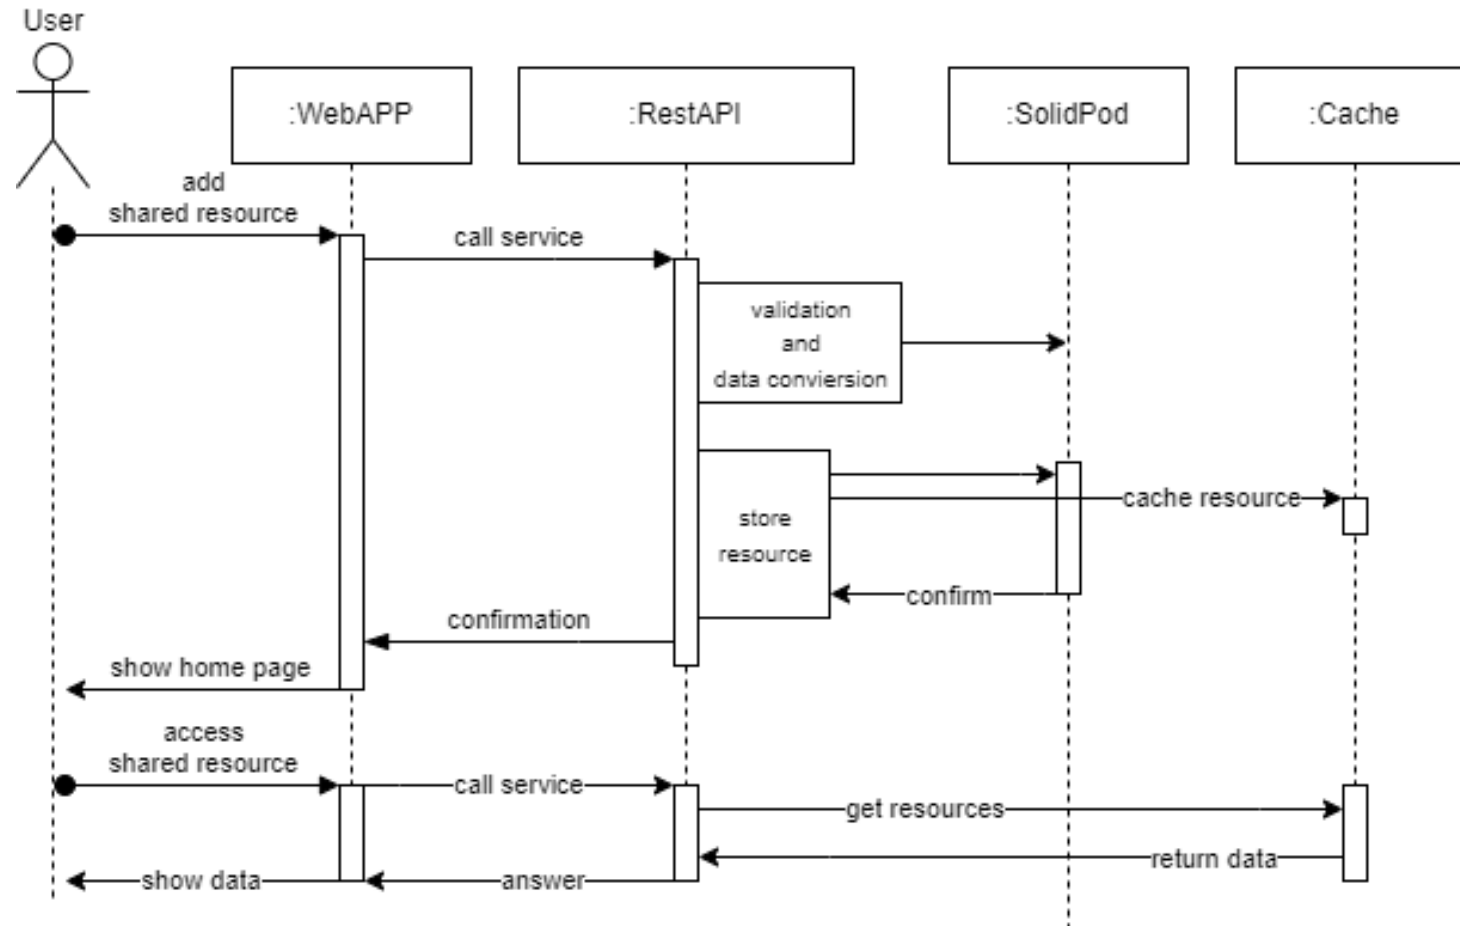 User
:WebAPP
:RestAPI
:SolidPod
:Cache
add
shared resource
call service
validation
and
data conviersion
cache resource
store
resource
confirm
confirmation
show home page
access
shared resource
call service
get resources
return data
show data
answer